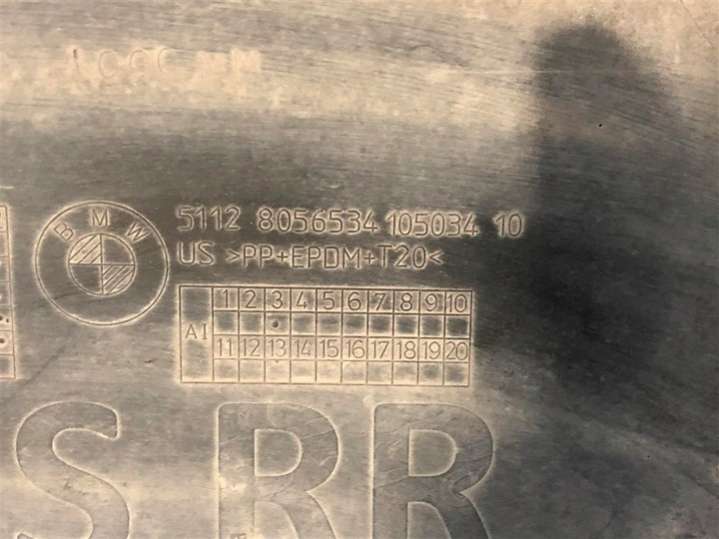 BMW
5112 8056534 105034 10
US >PP+EPDM+T20<
AI
1 2 3 4 5 6 7 8 9 10
11 12 13 14 15 16 17 18 19 20
S RR